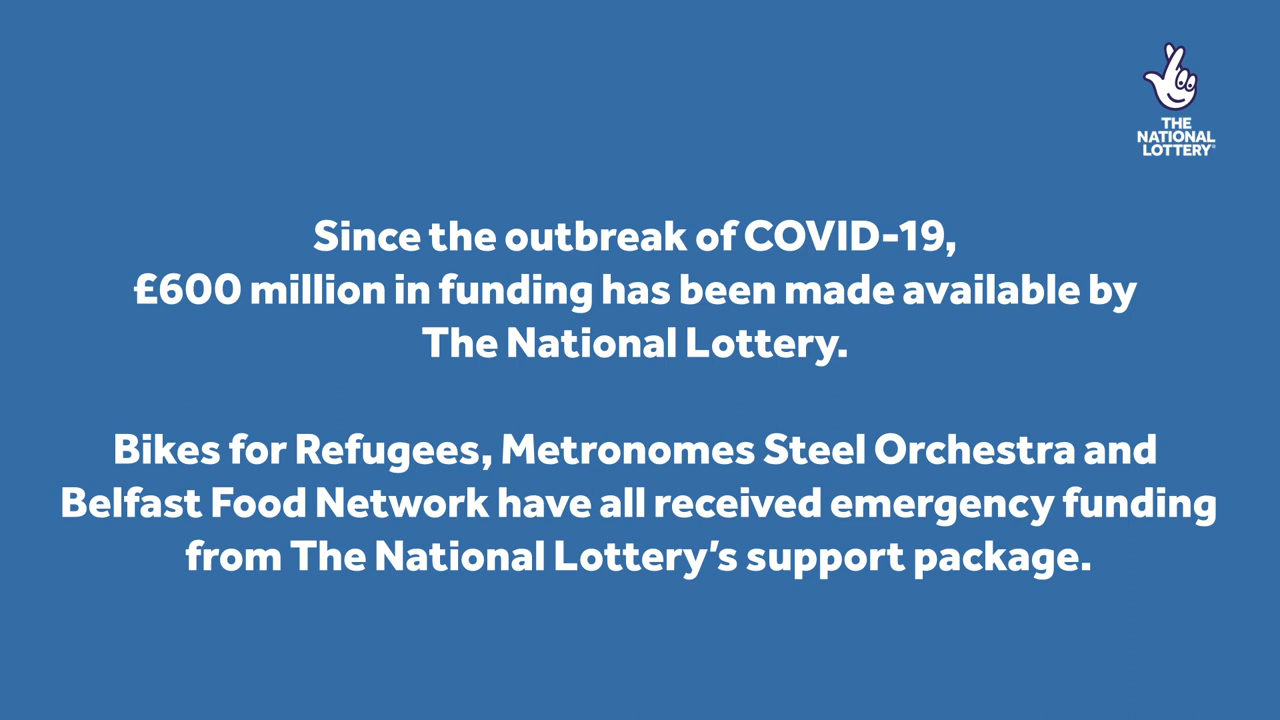 THE
NATIONAL
LOTTERY®
Since the outbreak of COVID-19,
£600 million in funding has been made available by
The National Lottery.
Bikes for Refugees, Metronomes Steel Orchestra and
Belfast Food Network have all received emergency funding
from The National Lottery’s support package.